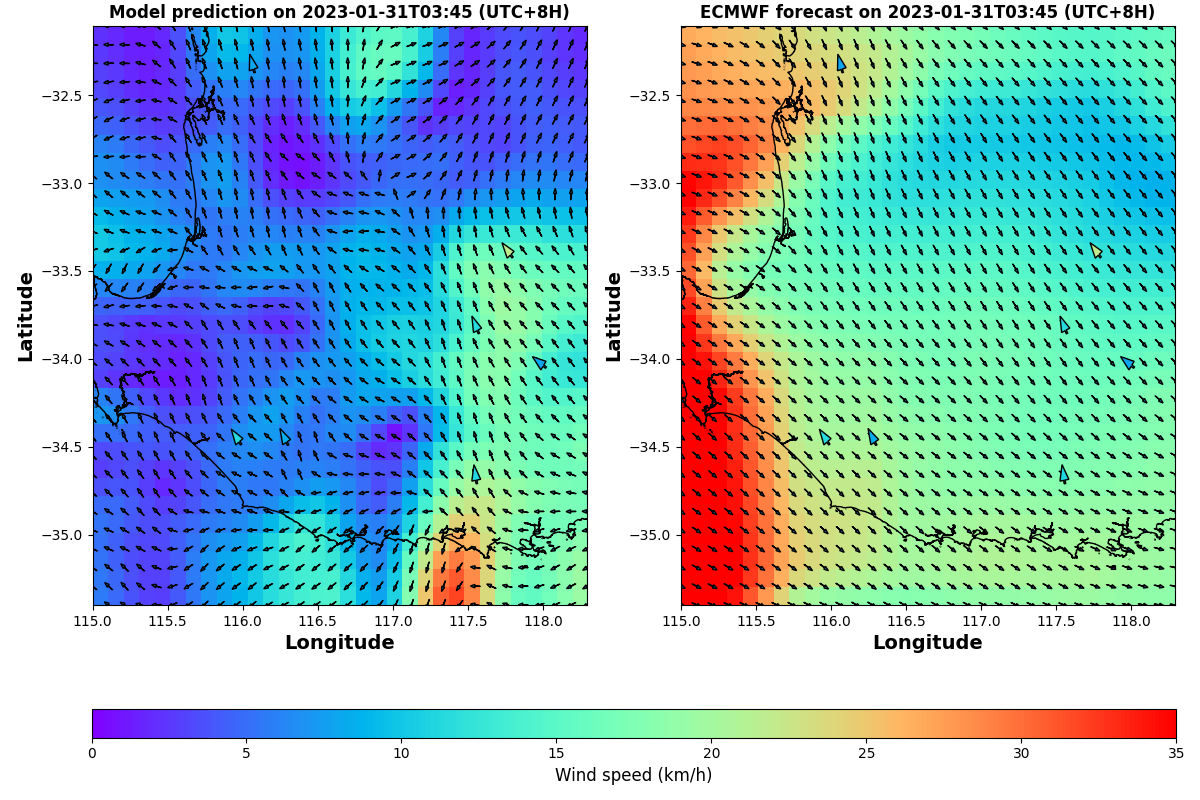 Model prediction on 2023-01-31T03:45 (UTC+8H)
ECMWF forecast on 2023-01-31T03:45 (UTC+8H)
Latitude
−32.5
−33.0
−33.5
−34.0
−34.5
−35.0
115.0 115.5 116.0 116.5 117.0 117.5 118.0
Longitude
Latitude
−32.5
−33.0
−33.5
−34.0
−34.5
−35.0
115.0 115.5 116.0 116.5 117.0 117.5 118.0
Longitude
0 5 10 15 20 25 30 35
Wind speed (km/h)